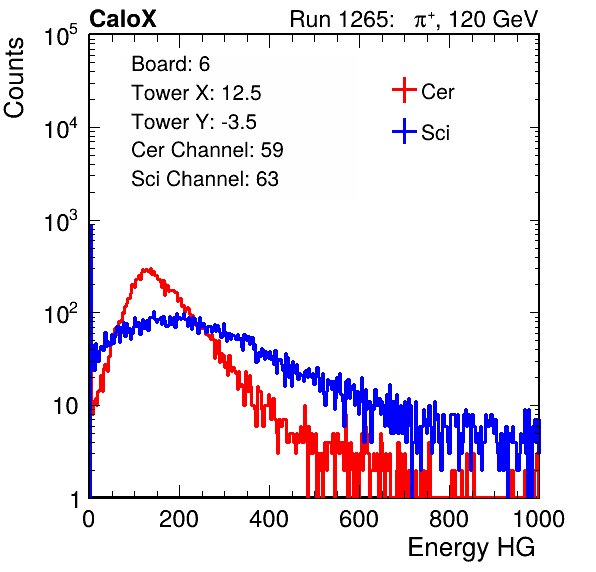 CaloX Run 1265: π⁺, 120 GeV
Counts
10⁵
10⁴
10³
10²
10
1
Board: 6
Tower X: 12.5
Tower Y: -3.5
Cer Channel: 59
Sci Channel: 63
Cer
Sci
0 200 400 600 800 1000
Energy HG